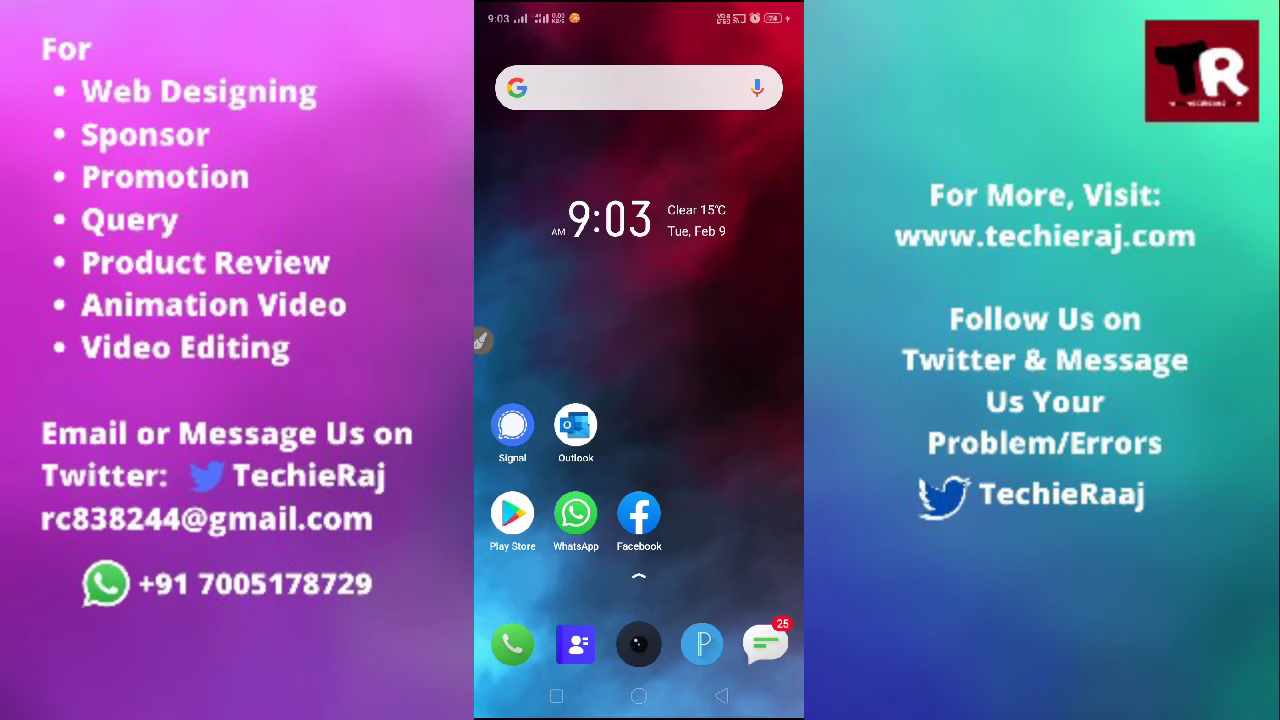 For
• Web Designing
• Sponsor
• Promotion
• Query
• Product Review
• Animation Video
• Video Editing
Email or Message Us on
Twitter: TechieRaj
rc838244@gmail.com
+91 7005178729
9:03
74
AM 9:03
Clear 15℃
Tue, Feb 9
Signal
Outlook
Play Store
WhatsApp
Facebook
25
TR
For More, Visit:
www.techieraj.com
Follow Us on
Twitter & Message
Us Your
Problem/Errors
TechieRaaj